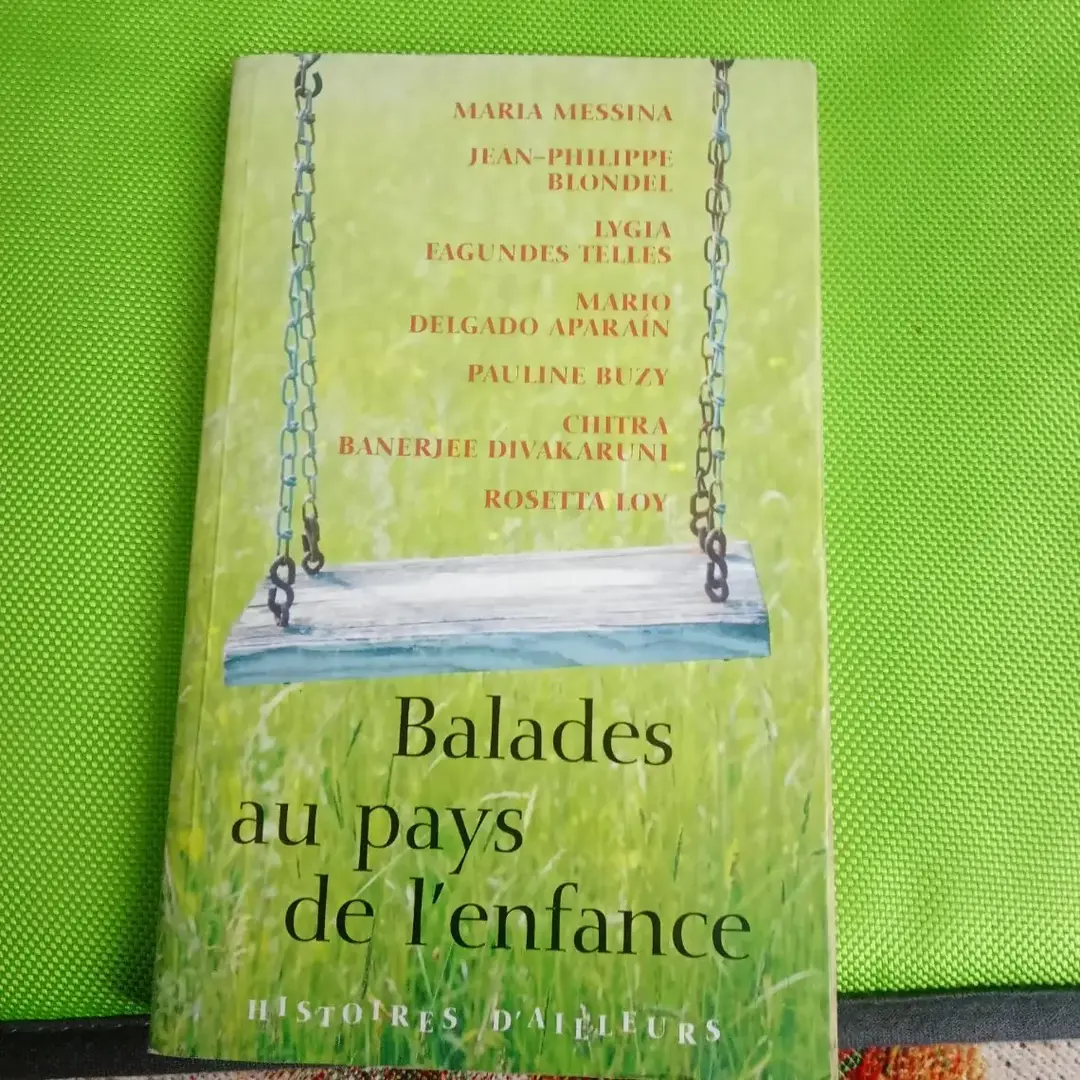 MARIA MESSINA
JEAN-PHILIPPE
BLONDEL
LYGIA
FAGUNDES TELLES
MARIO
DELGADO APARAÍN
PAULINE BUZY
CHITRA
BANERJEE DIVAKARUNI
ROSETTA LOY
Balades
au pays
de l'enfance
HISTOIRES D'AILLEURS